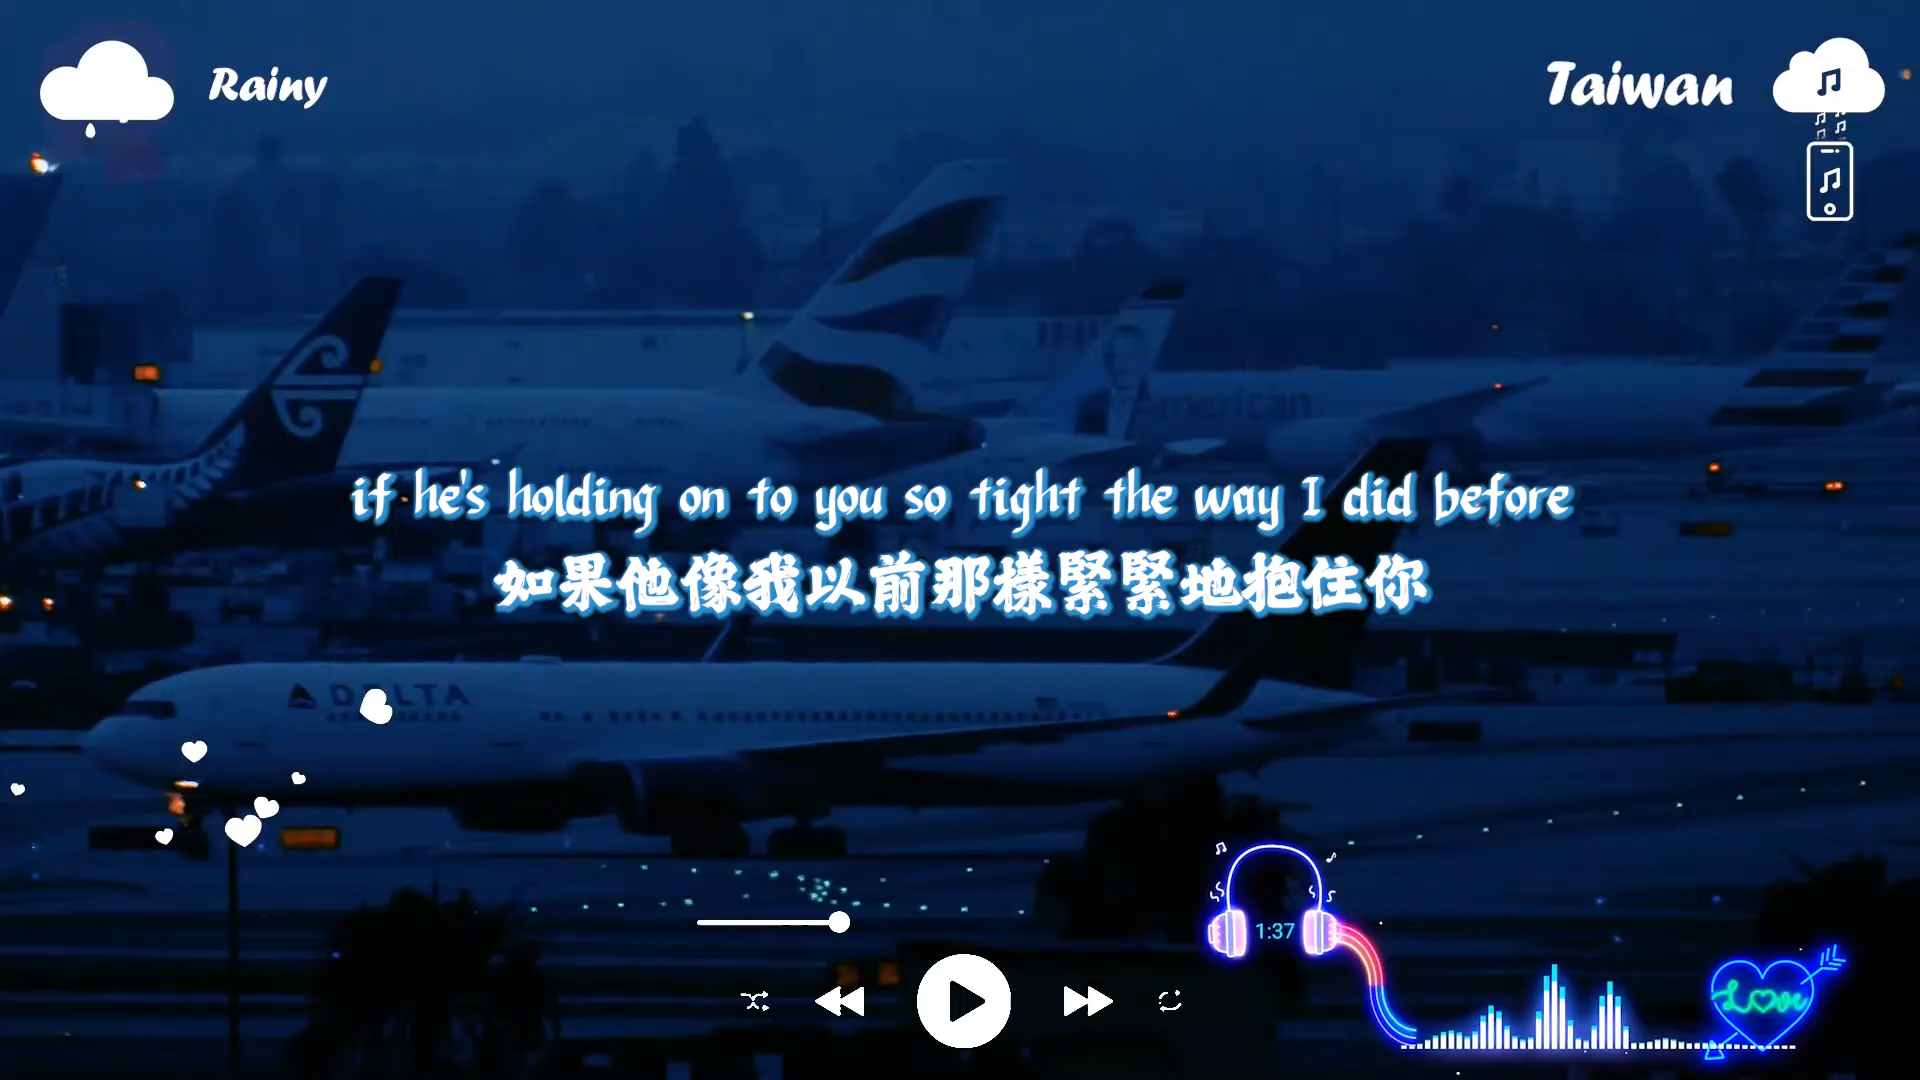 Rainy
Taiwan
American
if he's holding on to you so tight the way I did before
如果他像我以前那樣緊緊地抱住你
DELTA
1:37
Love